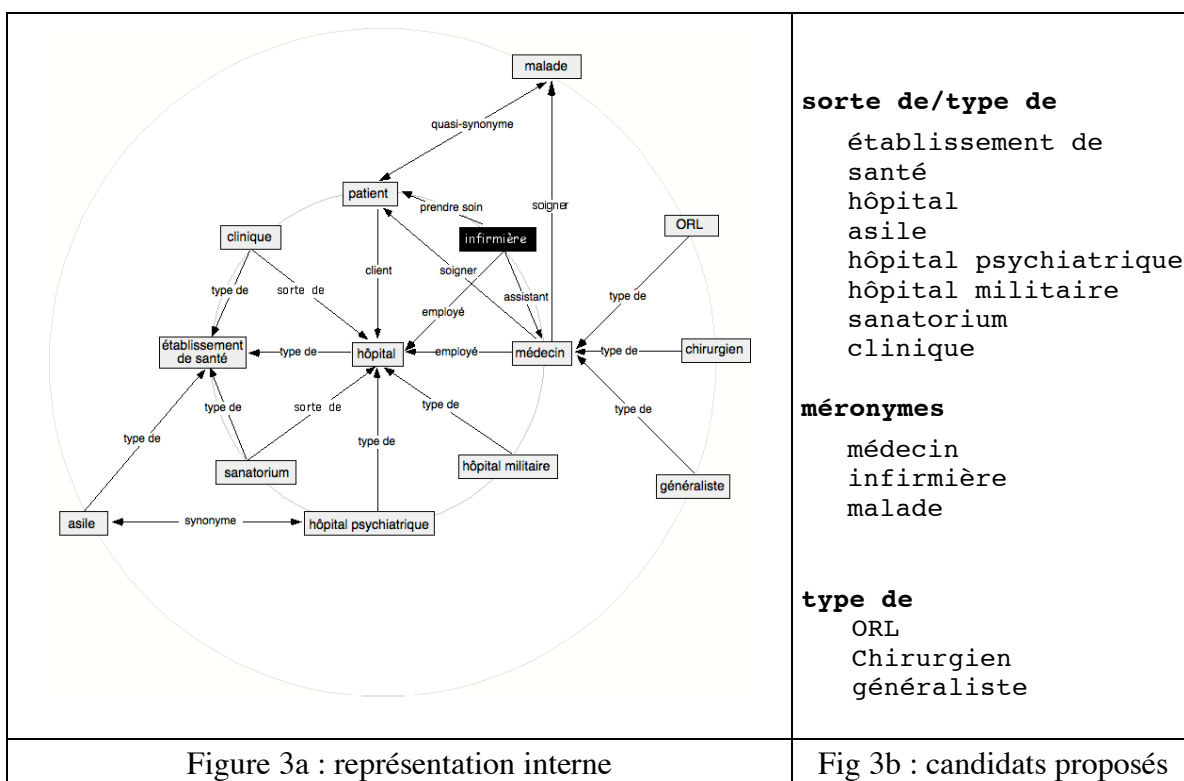 malade
quasi-synonyme
patient
prendre soin
soigner
ORL
clinique
infirmière
client
soigner
type de
sorte de
assistant
type de
employé
établissement
de santé
type de
hôpital
employé
médecin
type de
chirurgien
type de
sorte de
type de
type de
type de
type de
sanatorium
hôpital militaire
généraliste
asile
synonyme
hôpital psychiatrique
Figure 3a : représentation interne
sorte de/type de
établissement de
santé
hôpital
asile
hôpital psychiatrique
hôpital militaire
sanatorium
clinique
méronymes
médecin
infirmière
malade
type de
ORL
Chirurgien
généraliste
Fig 3b : candidats proposés